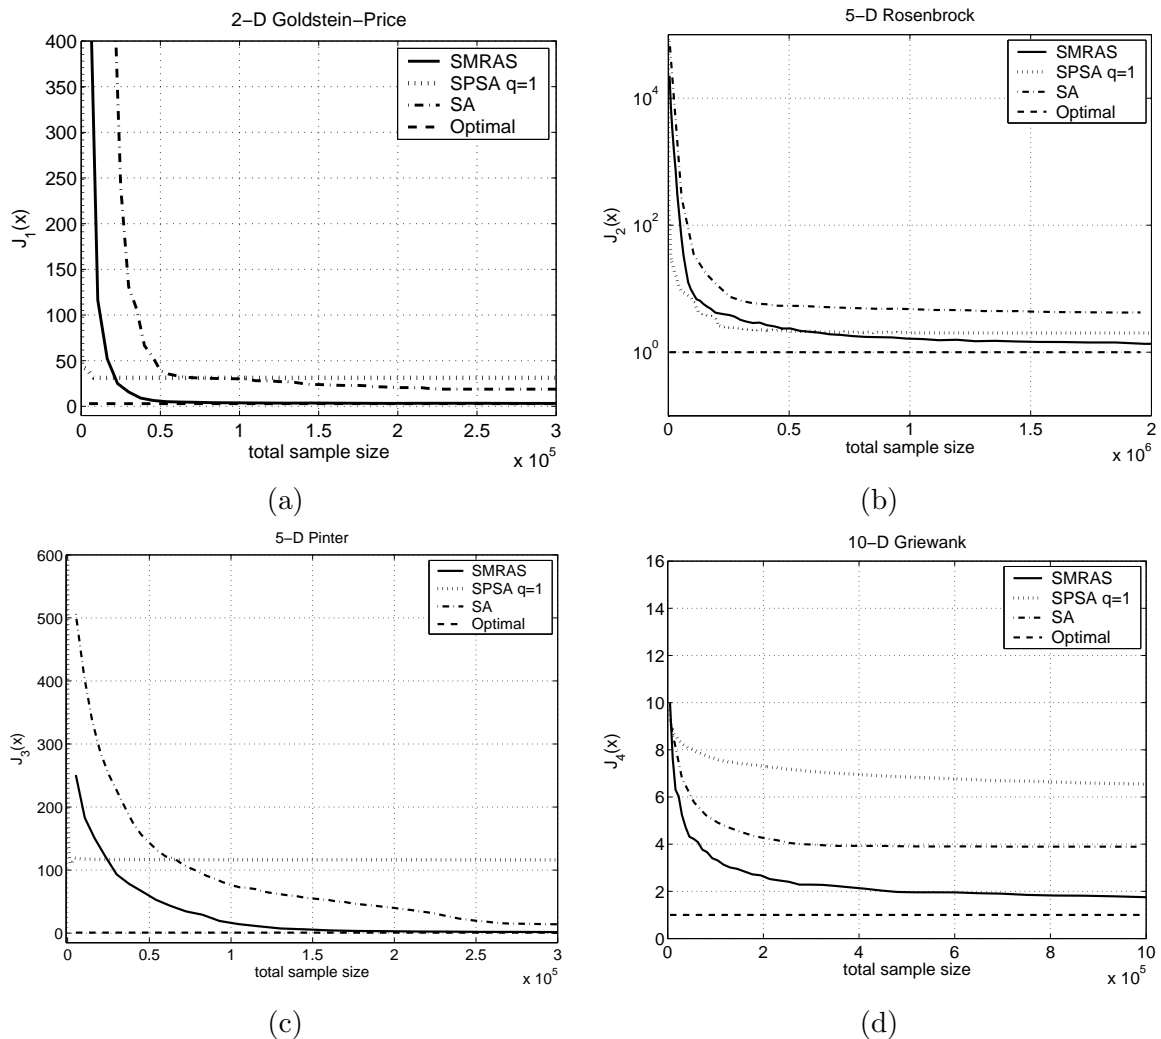 2−D Goldstein−Price
400
350
300
250
200
150
100
50
0
J1(x)
SMRAS
SPSA q=1
SA
Optimal
0 0.5 1 1.5 2 2.5 3
total sample size
x 10^5
(a)
5−D Rosenbrock
10^4
10^2
10^0
J2(x)
SMRAS
SPSA q=1
SA
Optimal
0 0.5 1 1.5 2
total sample size
x 10^6
(b)
5−D Pinter
600
500
400
300
200
100
0
J3(x)
SMRAS
SPSA q=1
SA
Optimal
0 0.5 1 1.5 2 2.5 3
total sample size
x 10^5
(c)
10−D Griewank
16
14
12
10
8
6
4
2
0
J4(x)
SMRAS
SPSA q=1
SA
Optimal
0 2 4 6 8 10
total sample size
x 10^5
(d)